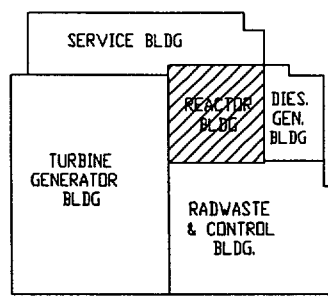 SERVICE BLDG
REACTOR
BLDG
DIES.
GEN.
BLDG
TURBINE
GENERATOR
BLDG
RADWASTE
& CONTROL
BLDG.